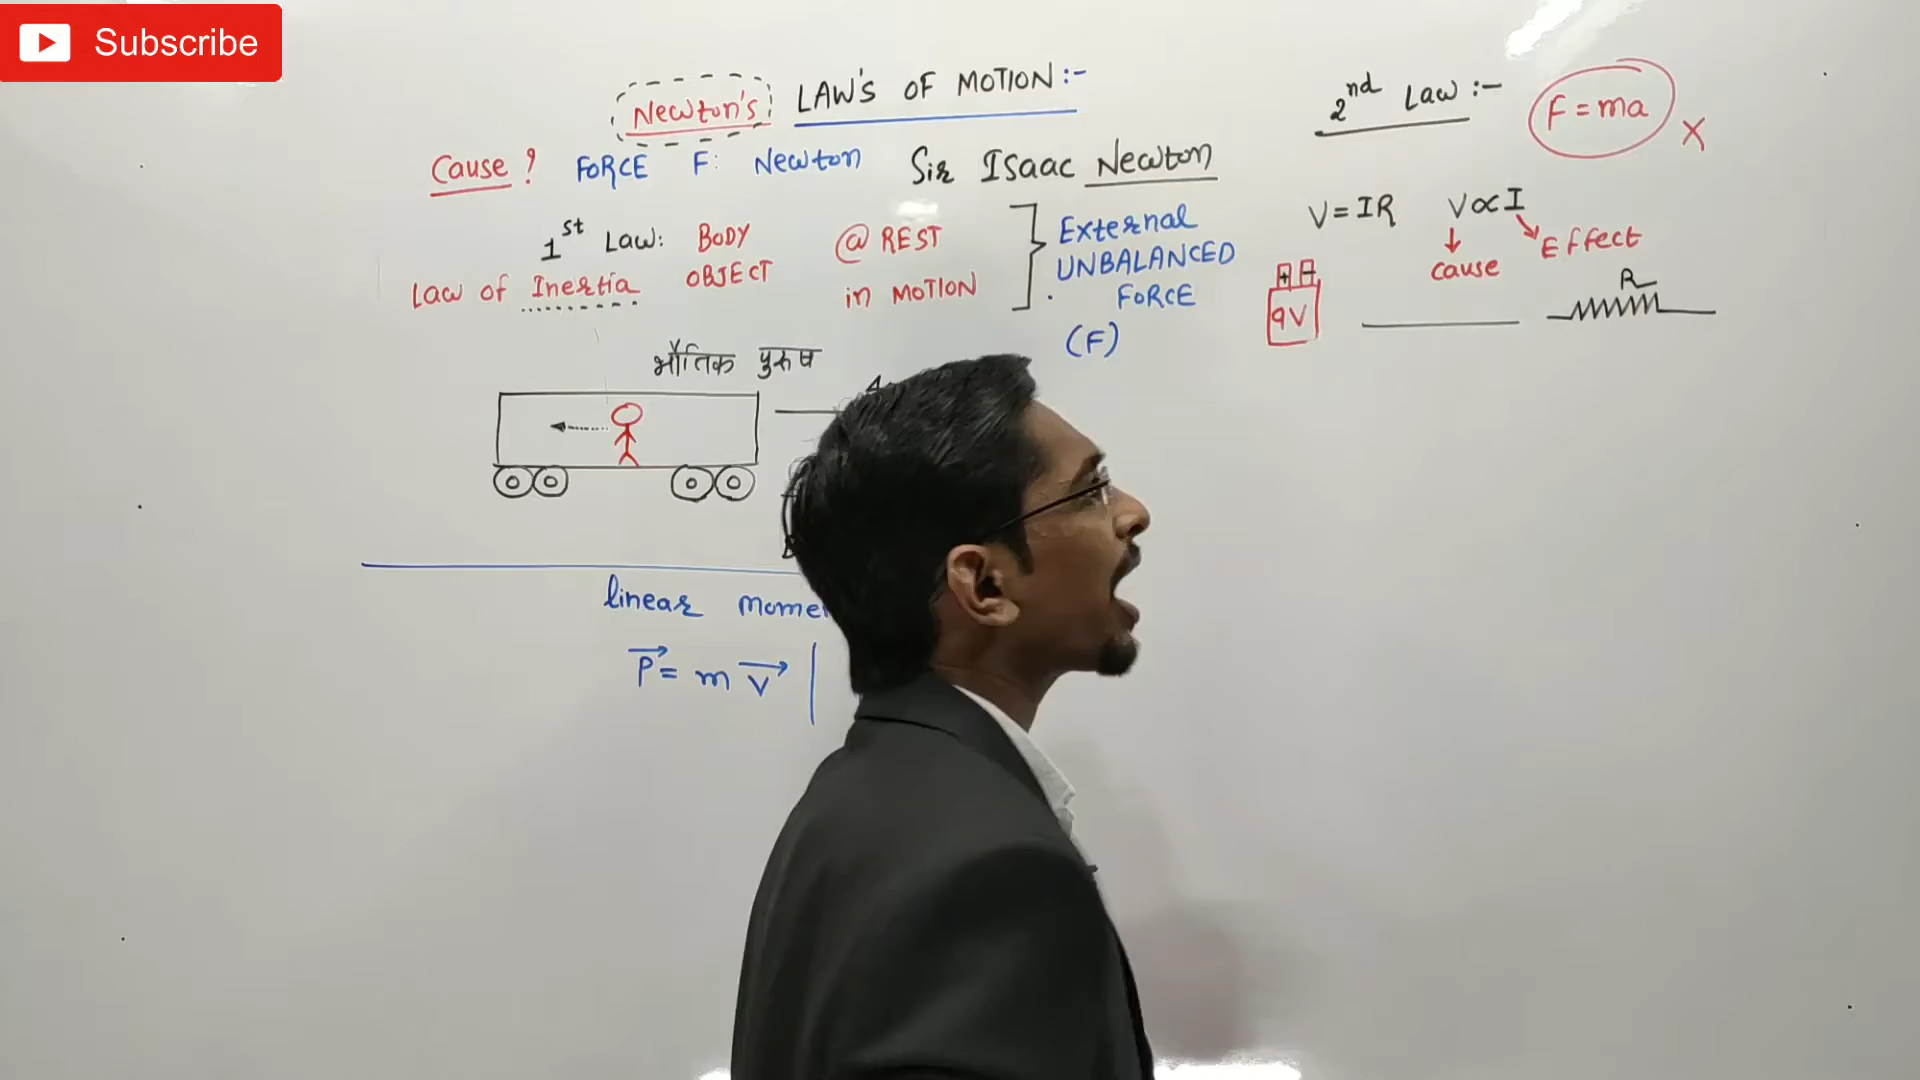 Subscribe
Newton's LAW'S OF MOTION :-
Cause? FORCE F: Newton Sir Isaac Newton
1st Law: BODY @ REST
Law of Inertia OBJECT in MOTION
External
UNBALANCED
FORCE
(F)
भौतिक पुरुष
linear
P = m v
2nd Law :- F = ma X
V = IR V ∝ I
cause Effect
+ -
9V
R